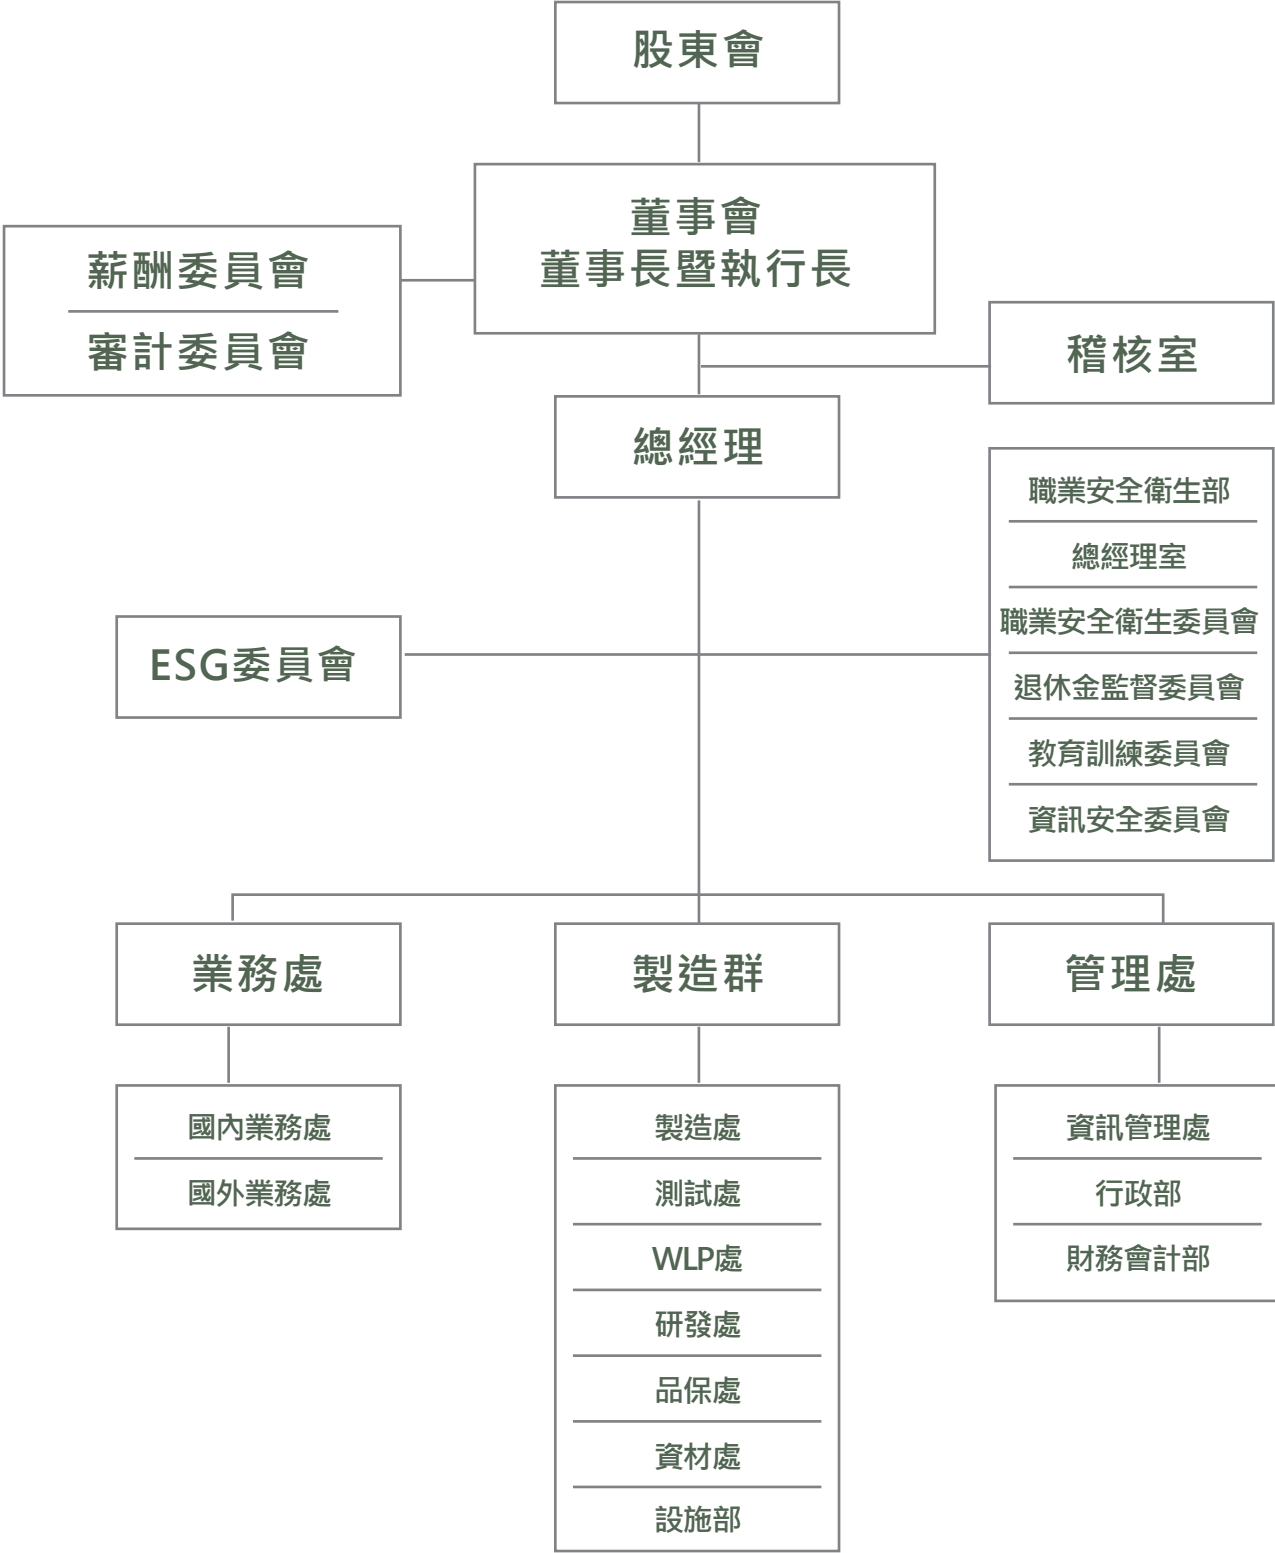 股東會
董事會
董事長暨執行長
薪酬委員會
審計委員會
稽核室
總經理
職業安全衛生部
總經理室
職業安全衛生委員會
退休金監督委員會
教育訓練委員會
資訊安全委員會
ESG委員會
業務處
製造群
管理處
國內業務處
國外業務處
製造處
測試處
WLP處
研發處
品保處
資材處
設施部
資訊管理處
行政部
財務會計部